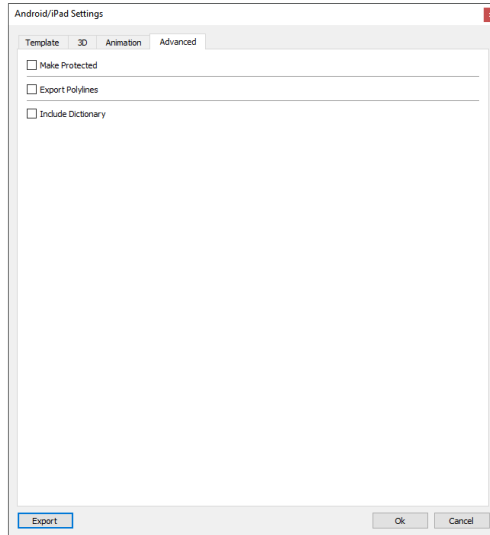 Android/iPad Settings
Template 3D Animation Advanced
Make Protected
Export Polylines
Include Dictionary
Export Ok Cancel